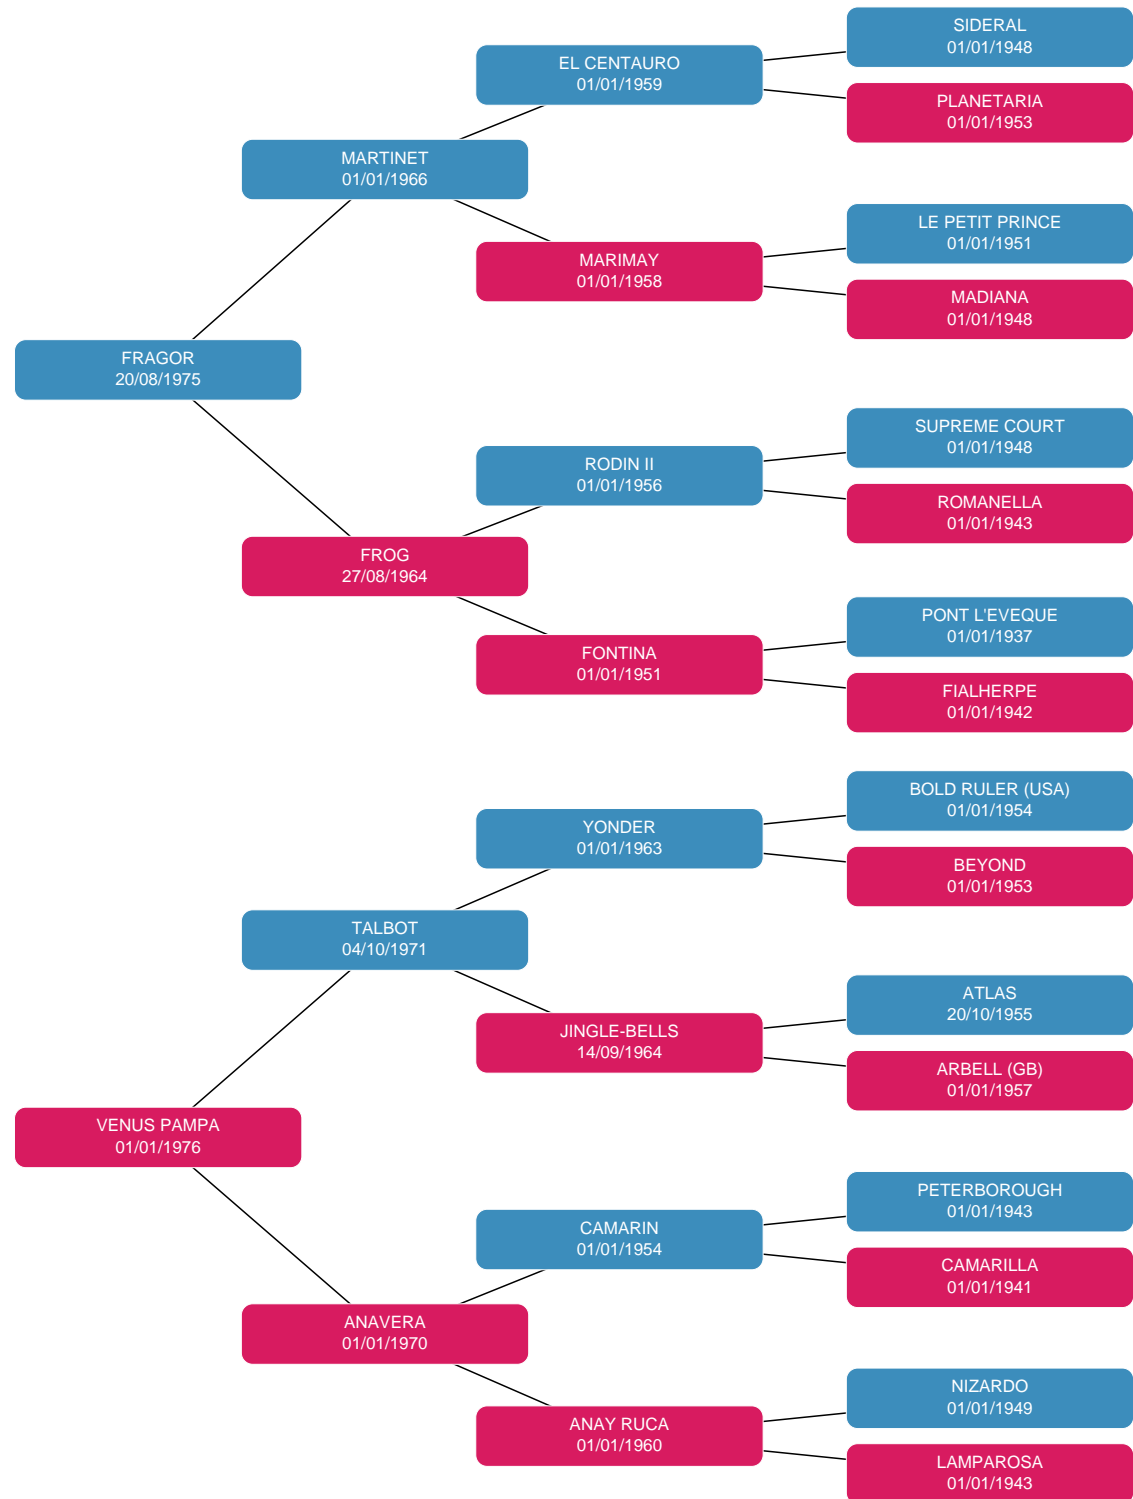 SIDERAL
01/01/1948
EL CENTAURO
01/01/1959
PLANETARIA
01/01/1953
MARTINET
01/01/1966
LE PETIT PRINCE
01/01/1951
MARIMAY
01/01/1958
MADIANA
01/01/1948
FRAGOR
20/08/1975
SUPREME COURT
01/01/1948
RODIN II
01/01/1956
ROMANELLA
01/01/1943
FROG
27/08/1964
PONT L'EVEQUE
01/01/1937
FONTINA
01/01/1951
FIALHERPE
01/01/1942
BOLD RULER (USA)
01/01/1954
YONDER
01/01/1963
BEYOND
01/01/1953
TALBOT
04/10/1971
ATLAS
20/10/1955
JINGLE-BELLS
14/09/1964
ARBELL (GB)
01/01/1957
VENUS PAMPA
01/01/1976
PETERBOROUGH
01/01/1943
CAMARIN
01/01/1954
CAMARILLA
01/01/1941
ANAVERA
01/01/1970
NIZARDO
01/01/1949
ANAY RUCA
01/01/1960
LAMPAROSA
01/01/1943